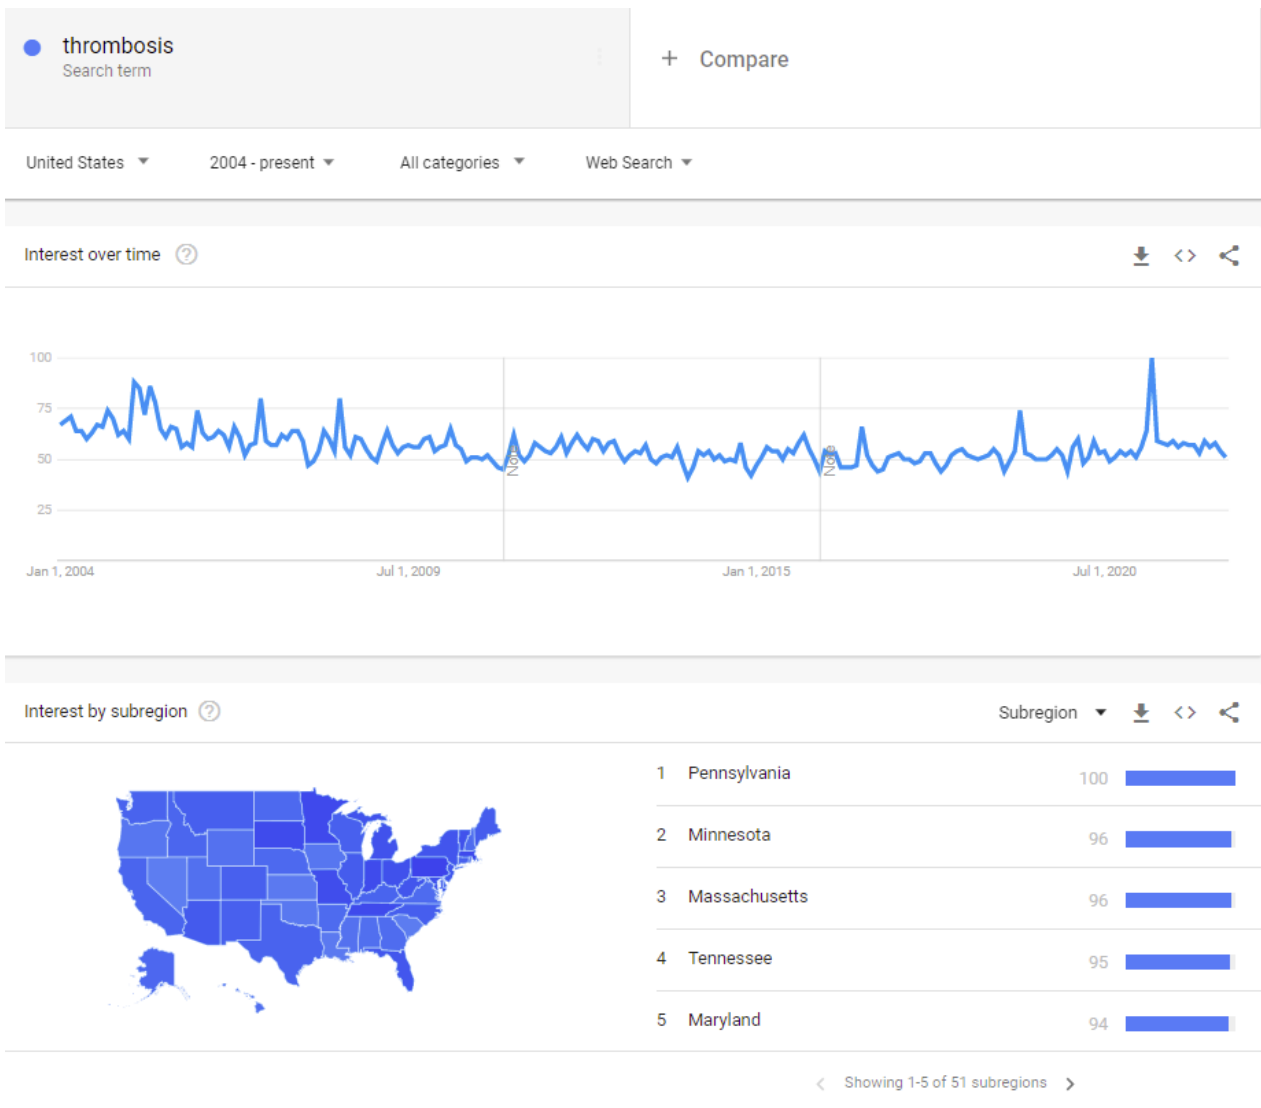 thrombosis
Search term
+ Compare
United States
2004 - present
All categories
Web Search
Interest over time ?
100
75
50
25
Note
Note
Jan 1, 2004
Jul 1, 2009
Jan 1, 2015
Jul 1, 2020
Interest by subregion ?
Subregion
1 Pennsylvania 100
2 Minnesota 96
3 Massachusetts 96
4 Tennessee 95
5 Maryland 94
Showing 1-5 of 51 subregions